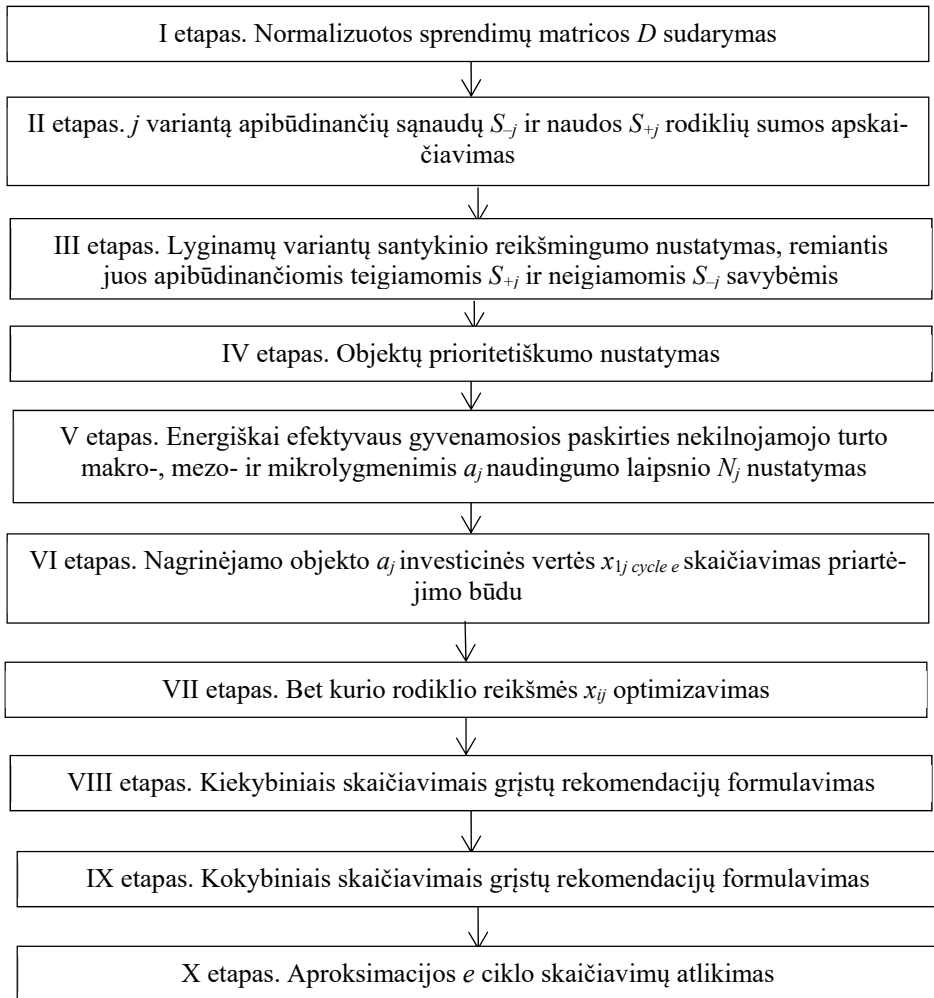 I etapas. Normalizuotos sprendimų matricos D sudarymas
II etapas. j variantą apibūdinančių sąnaudų S–j ir naudos S+j rodiklių sumos apskai-
čiavimas
III etapas. Lyginamų variantų santykinio reikšmingumo nustatymas, remiantis
juos apibūdinančiomis teigiamomis S+j ir neigiamomis S–j savybėmis
IV etapas. Objektų prioritetiškumo nustatymas
V etapas. Energiškai efektyvaus gyvenamosios paskirties nekilnojamojo turto
makro-, mezo- ir mikrolygmenimis aj naudingumo laipsnio Nj nustatymas
VI etapas. Nagrinėjamo objekto aj investicinės vertės x1j cycle e skaičiavimas priartė-
jimo būdu
VII etapas. Bet kurio rodiklio reikšmės xij optimizavimas
VIII etapas. Kiekybiniais skaičiavimais grįstų rekomendacijų formulavimas
IX etapas. Kokybiniais skaičiavimais grįstų rekomendacijų formulavimas
X etapas. Aproksimacijos e ciklo skaičiavimų atlikimas